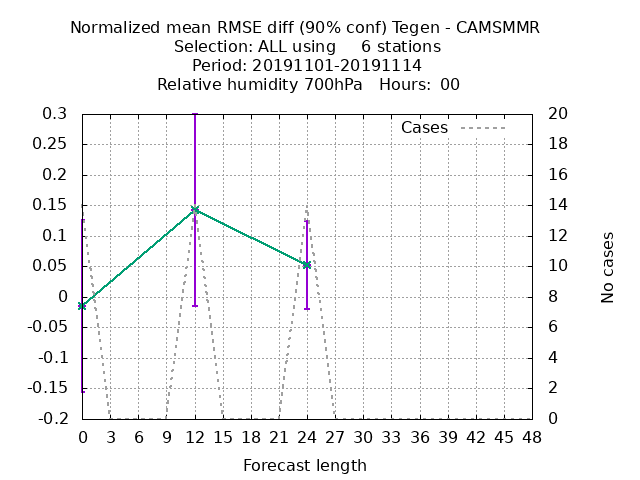 Normalized mean RMSE diff (90% conf) Tegen - CAMSMMR
Selection: ALL using     6 stations
Period: 20191101-20191114
Relative humidity 700hPa   Hours:  00
Cases
0.3
0.25
0.2
0.15
0.1
0.05
0
-0.05
-0.1
-0.15
-0.2
20
18
16
14
12
10
8
6
4
2
0
No cases
0 3 6 9 12 15 18 21 24 27 30 33 36 39 42 45 48
Forecast length